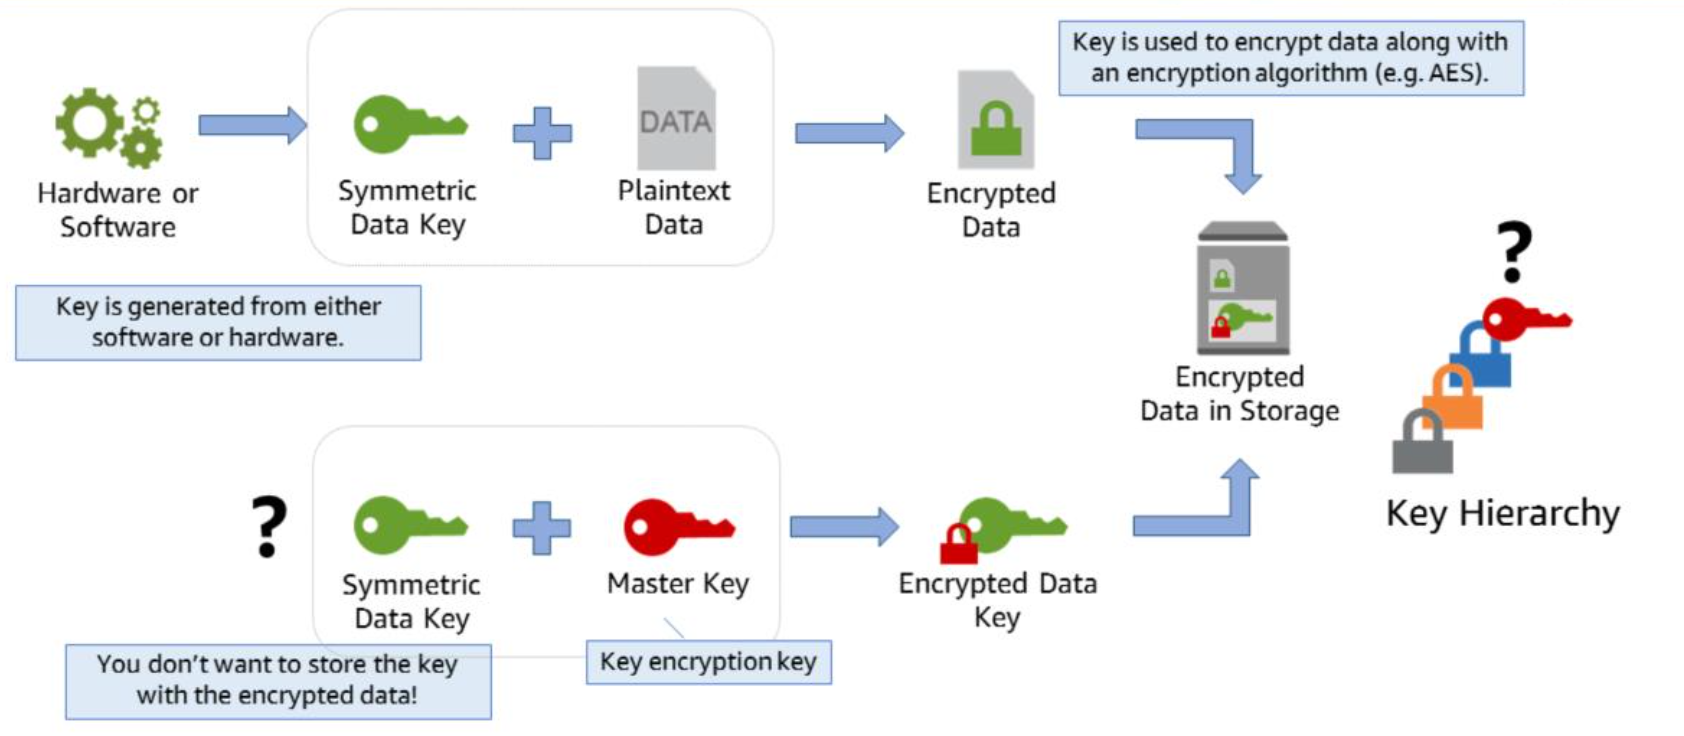 Key is used to encrypt data along with
an encryption algorithm (e.g. AES).
DATA
Hardware or
Software
Symmetric
Data Key
Plaintext
Data
Encrypted
Data
Key is generated from either
software or hardware.
?
Encrypted
Data in Storage
Key Hierarchy
?
Symmetric
Data Key
Master Key
Encrypted Data
Key
You don't want to store the key
with the encrypted data!
Key encryption key